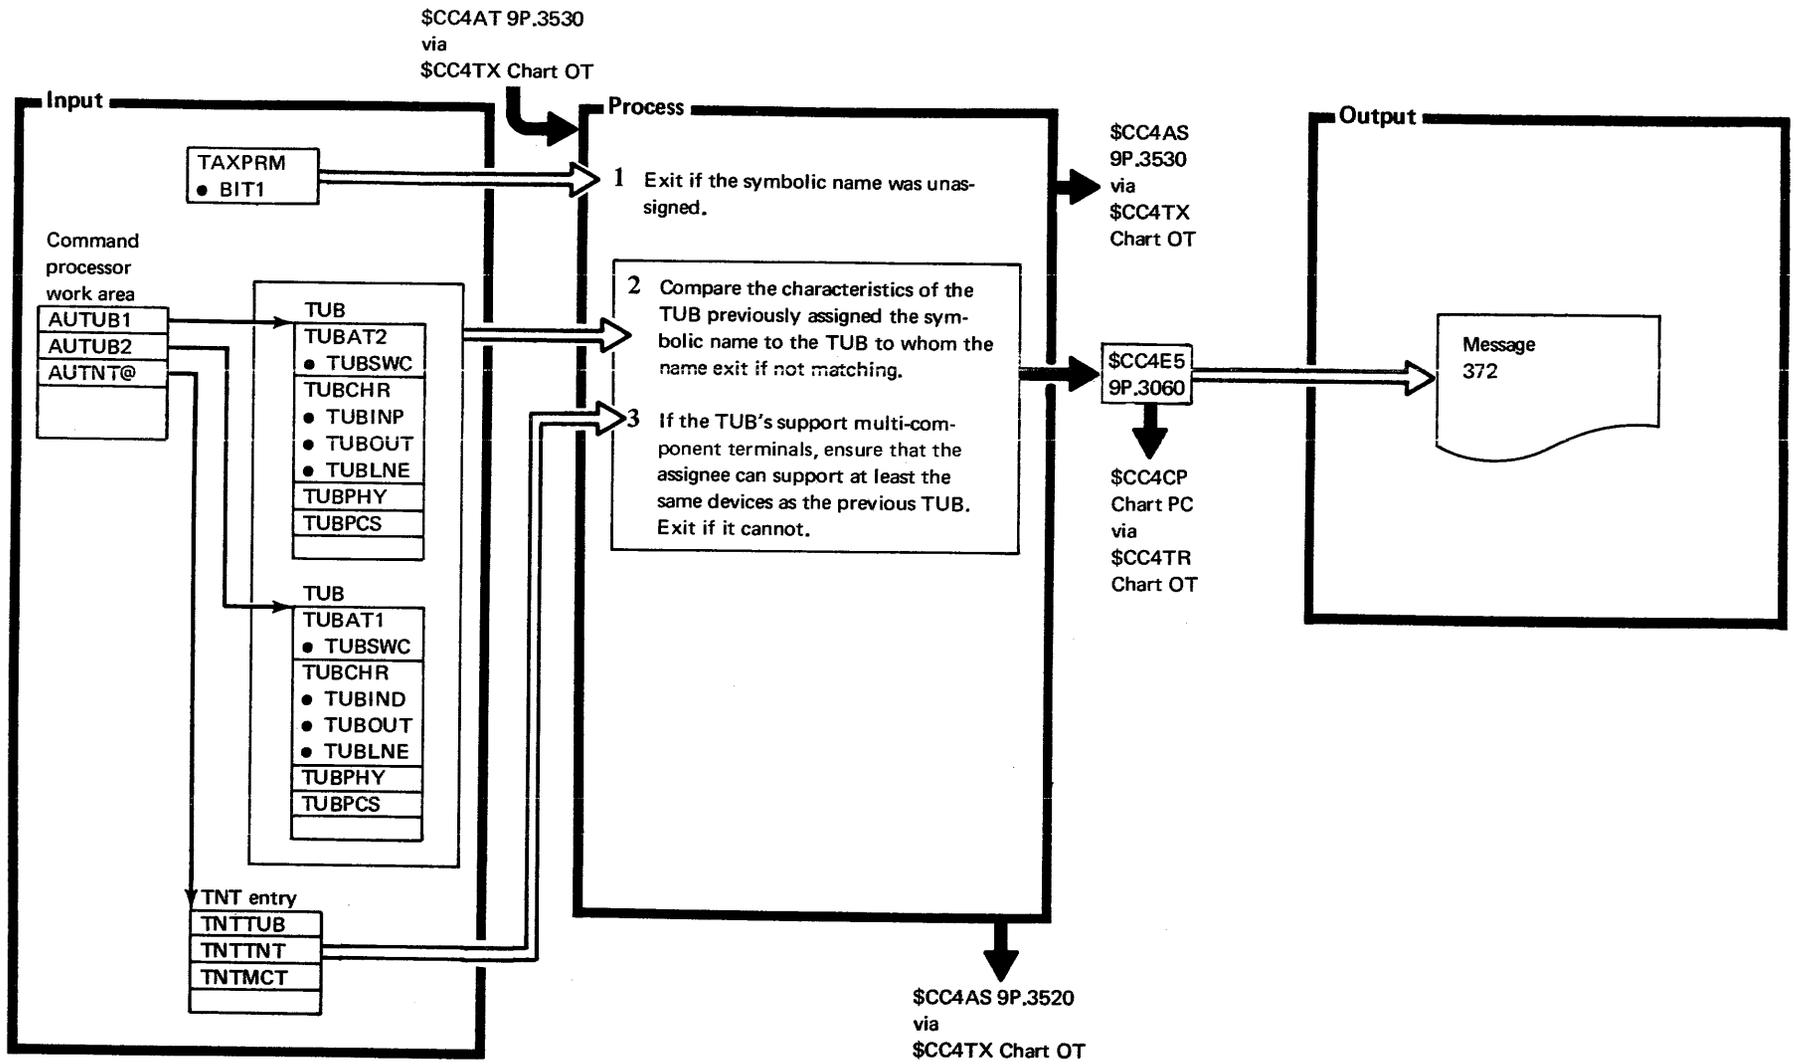 $CC4AT 9P.3530
via
$CC4TX Chart OT
Input
TAXPRM
● BIT1
Command
processor
work area
AUTUB1
AUTUB2
AUTNT@
TUB
TUBAT2
● TUBSWC
TUBCHR
● TUBINP
● TUBOUT
● TUBLNE
TUBPHY
TUBPCS
TUB
TUBAT1
● TUBSWC
TUBCHR
● TUBIND
● TUBOUT
● TUBLNE
TUBPHY
TUBPCS
TNT entry
TNTTUB
TNTTNT
TNTMCT
Process
1 Exit if the symbolic name was unas-
signed.
2 Compare the characteristics of the
TUB previously assigned the sym-
bolic name to the TUB to whom the
name exit if not matching.
3 If the TUB's support multi-com-
ponent terminals, ensure that the
assignee can support at least the
same devices as the previous TUB.
Exit if it cannot.
$CC4AS
9P.3530
via
$CC4TX
Chart OT
$CC4E5
9P.3060
$CC4CP
Chart PC
via
$CC4TR
Chart OT
$CC4AS 9P.3520
via
$CC4TX Chart OT
Output
Message
372